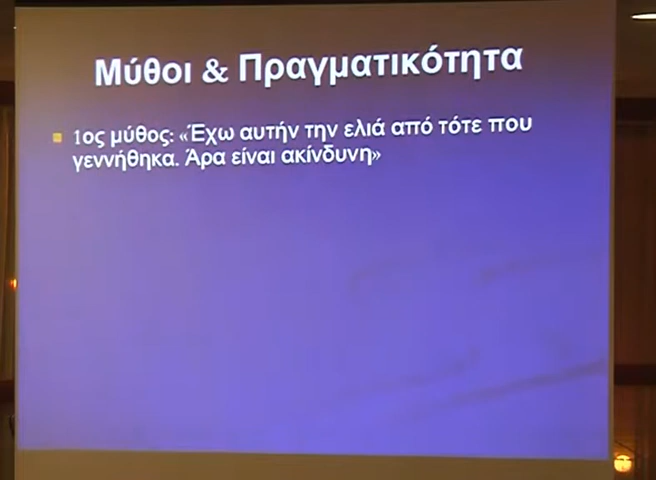 Μύθοι & Πραγματικότητα
1ος μύθος: «Έχω αυτήν την ελιά από τότε που
γεννήθηκα. Άρα είναι ακίνδυνη»